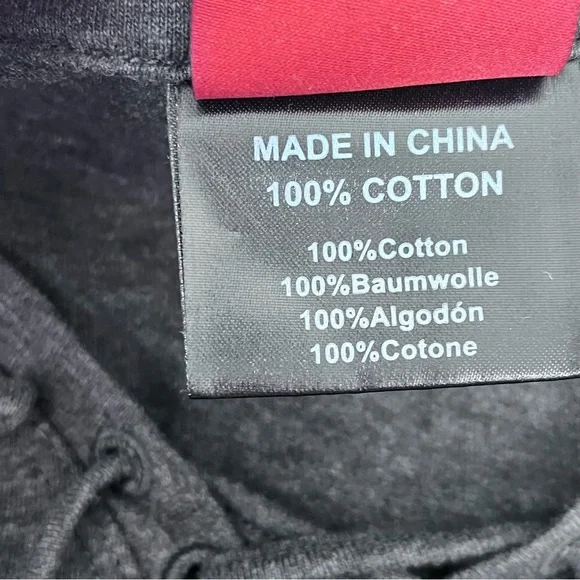 MADE IN CHINA
100% COTTON
100%Cotton
100%Baumwolle
100%Algodón
100%Cotone